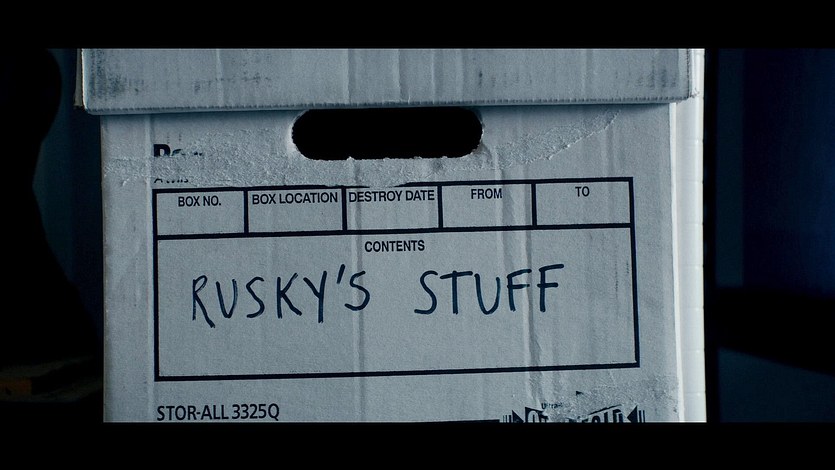 BOX NO. BOX LOCATION DESTROY DATE FROM TO
CONTENTS
RUSKY'S STUFF
STOR-ALL 3325Q